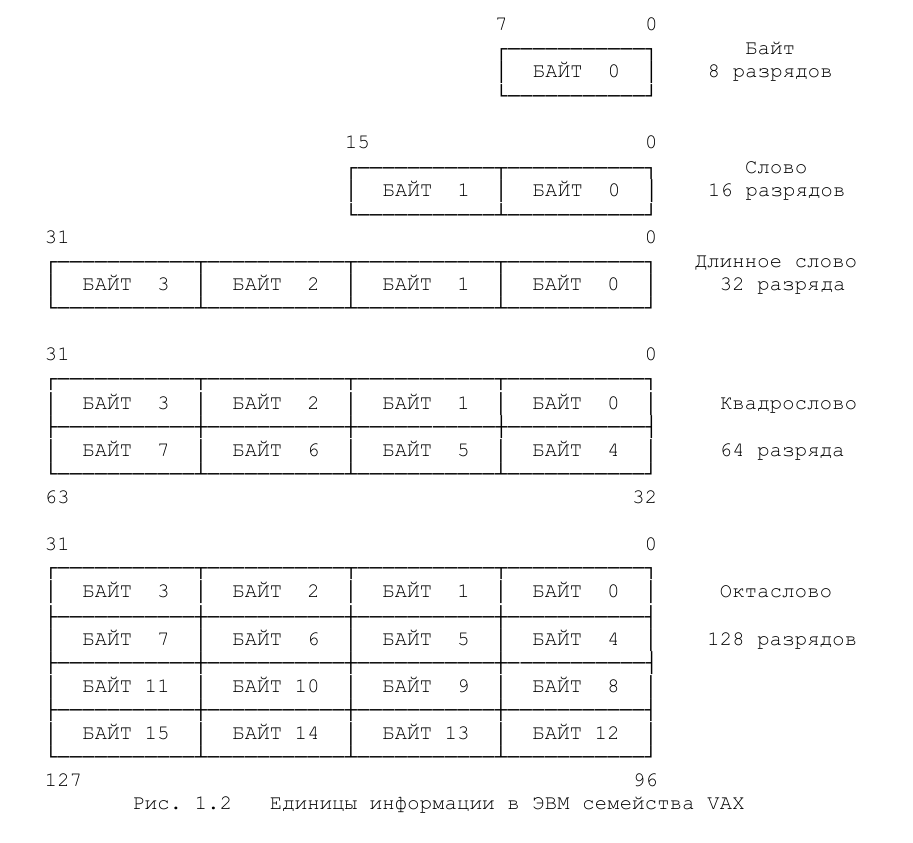 7 0
Байт
БАЙТ 0 8 разрядов
15 0
Слово
БАЙТ 1 БАЙТ 0 16 разрядов
31 0
Длинное слово
БАЙТ 3 БАЙТ 2 БАЙТ 1 БАЙТ 0 32 разряда
31 0
БАЙТ 3 БАЙТ 2 БАЙТ 1 БАЙТ 0 Квадрослово
БАЙТ 7 БАЙТ 6 БАЙТ 5 БАЙТ 4 64 разряда
63 32
31 0
БАЙТ 3 БАЙТ 2 БАЙТ 1 БАЙТ 0 Октаслово
БАЙТ 7 БАЙТ 6 БАЙТ 5 БАЙТ 4 128 разрядов
БАЙТ 11 БАЙТ 10 БАЙТ 9 БАЙТ 8
БАЙТ 15 БАЙТ 14 БАЙТ 13 БАЙТ 12
127 96
Рис. 1.2 Единицы информации в ЭВМ семейства VAX